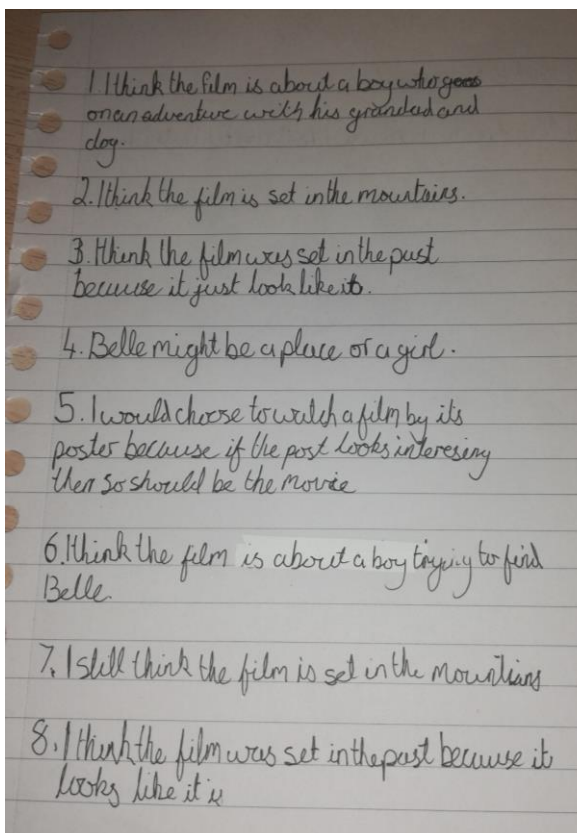 1. I think the film is about a boy who goes
on an adventure with his grandad and
dog.
2. I think the film is set in the mountains.
3. I think the film was set in the past
because it just look like it.
4. Belle might be a place or a girl.
5. I would choose to watch a film by its
poster because if the post looks interesing
then so should be the movie
6. I think the film is about a boy trying to find
Belle.
7. I still think the film is set in the mountians
8. I think the film was set in the past because it
looks like it is